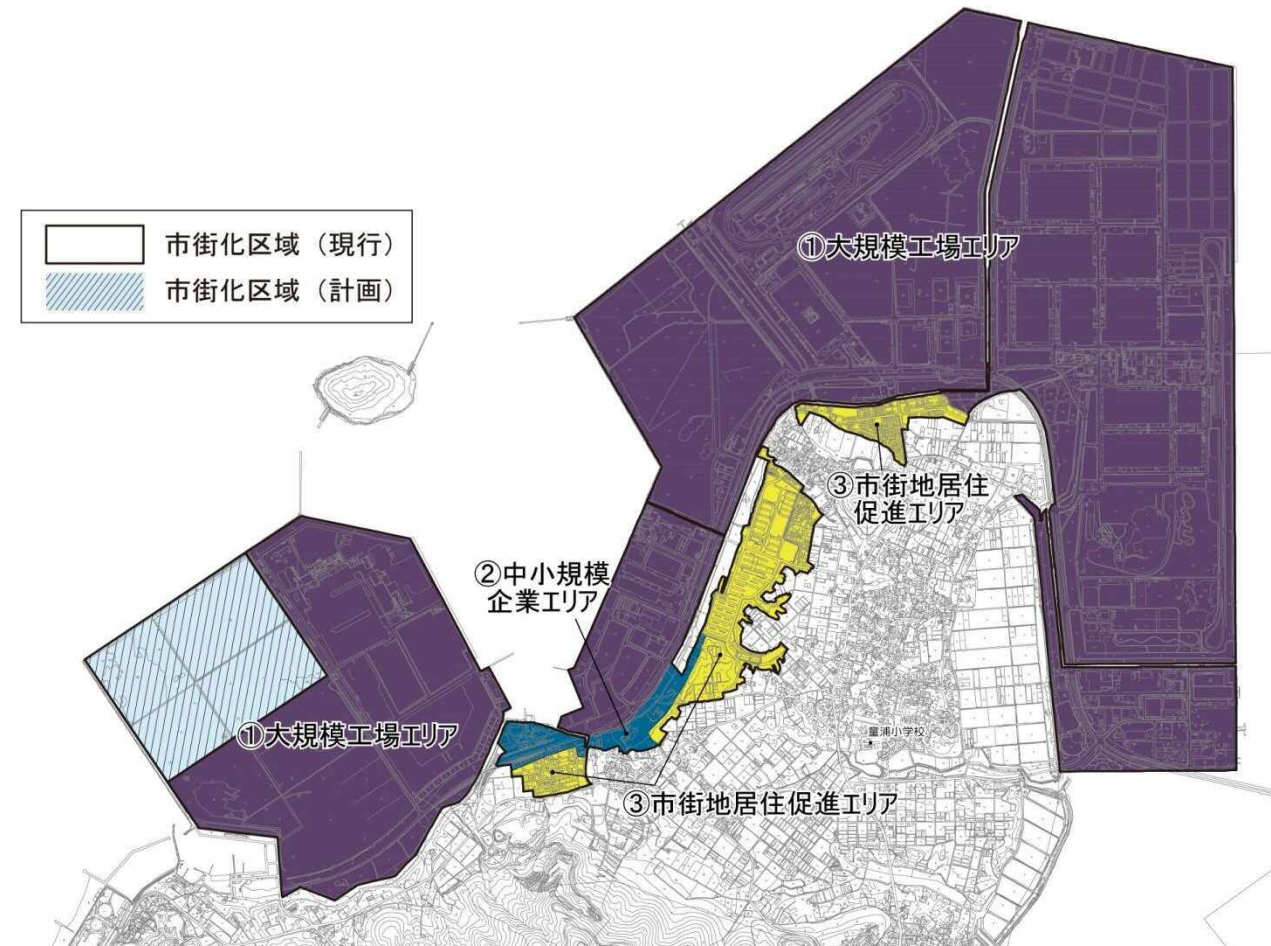 市街化区域（現行）
市街化区域（計画）
①大規模工場エリア
③市街地居住
促進エリア
②中小規模
企業エリア
①大規模工場エリア
童浦小学校
③市街地居住促進エリア